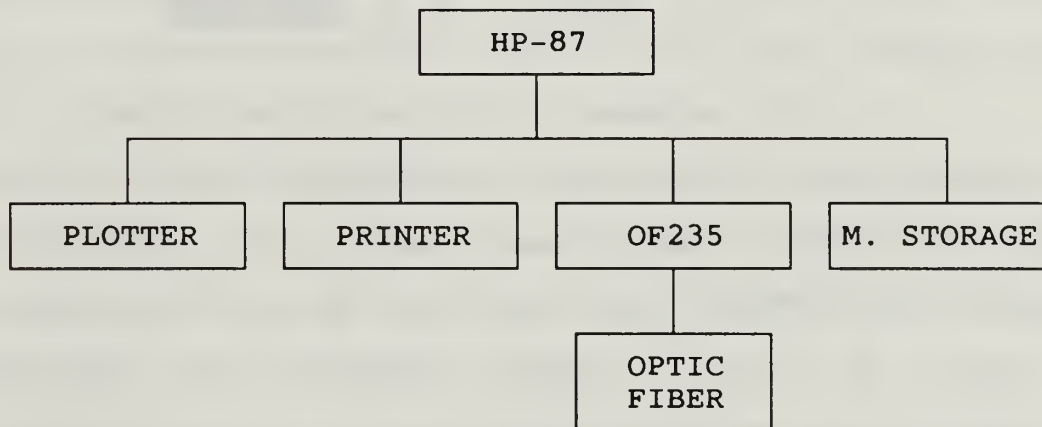 HP-87
PLOTTER
PRINTER
OF235
M. STORAGE
OPTIC
FIBER